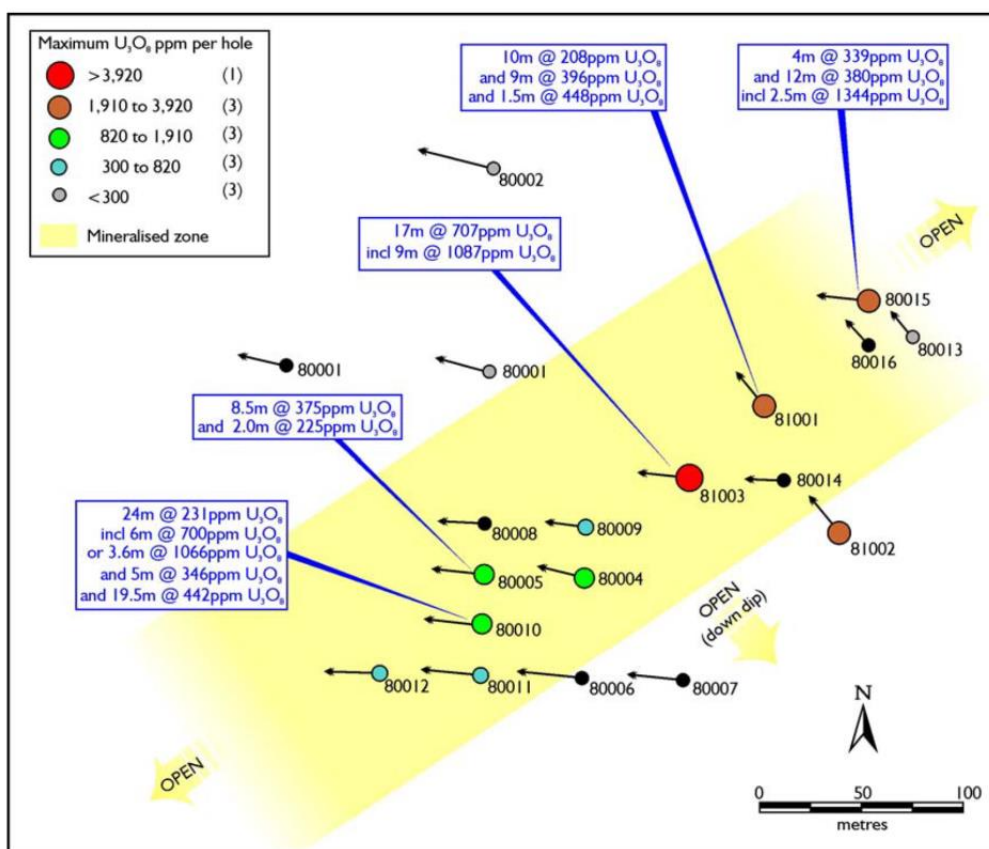 Maximum U₃O₈ ppm per hole
>3,920 (1)
1,910 to 3,920 (3)
820 to 1,910 (3)
300 to 820 (3)
<300 (3)
Mineralised zone
10m @ 208ppm U₃O₈
and 9m @ 396ppm U₃O₈
and 1.5m @ 448ppm U₃O₈
4m @ 339ppm U₃O₈
and 12m @ 380ppm U₃O₈
incl 2.5m @ 1344ppm U₃O₈
80002
17m @ 707ppm U₃O₈
incl 9m @ 1087ppm U₃O₈
OPEN
80015
80016
80013
80001
80001
8.5m @ 375ppm U₃O₈
and 2.0m @ 225ppm U₃O₈
81001
81003
80014
24m @ 231ppm U₃O₈
incl 6m @ 700ppm U₃O₈
or 3.6m @ 1066ppm U₃O₈
and 5m @ 346ppm U₃O₈
and 19.5m @ 442ppm U₃O₈
80008
80009
81002
80005
80004
OPEN
(down dip)
80010
80012
80011
80006
80007
N
OPEN
0 50 100
metres